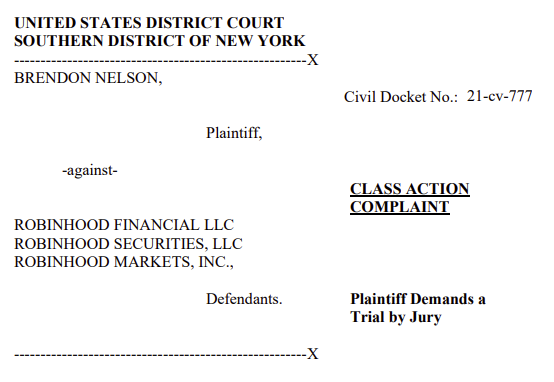 UNITED STATES DISTRICT COURT
SOUTHERN DISTRICT OF NEW YORK
--------------------------------------------------------X
BRENDON NELSON,
Civil Docket No.: 21-cv-777
Plaintiff,
-against-
CLASS ACTION
COMPLAINT
ROBINHOOD FINANCIAL LLC
ROBINHOOD SECURITIES, LLC
ROBINHOOD MARKETS, INC.,
Defendants.
Plaintiff Demands a
Trial by Jury
--------------------------------------------------------X